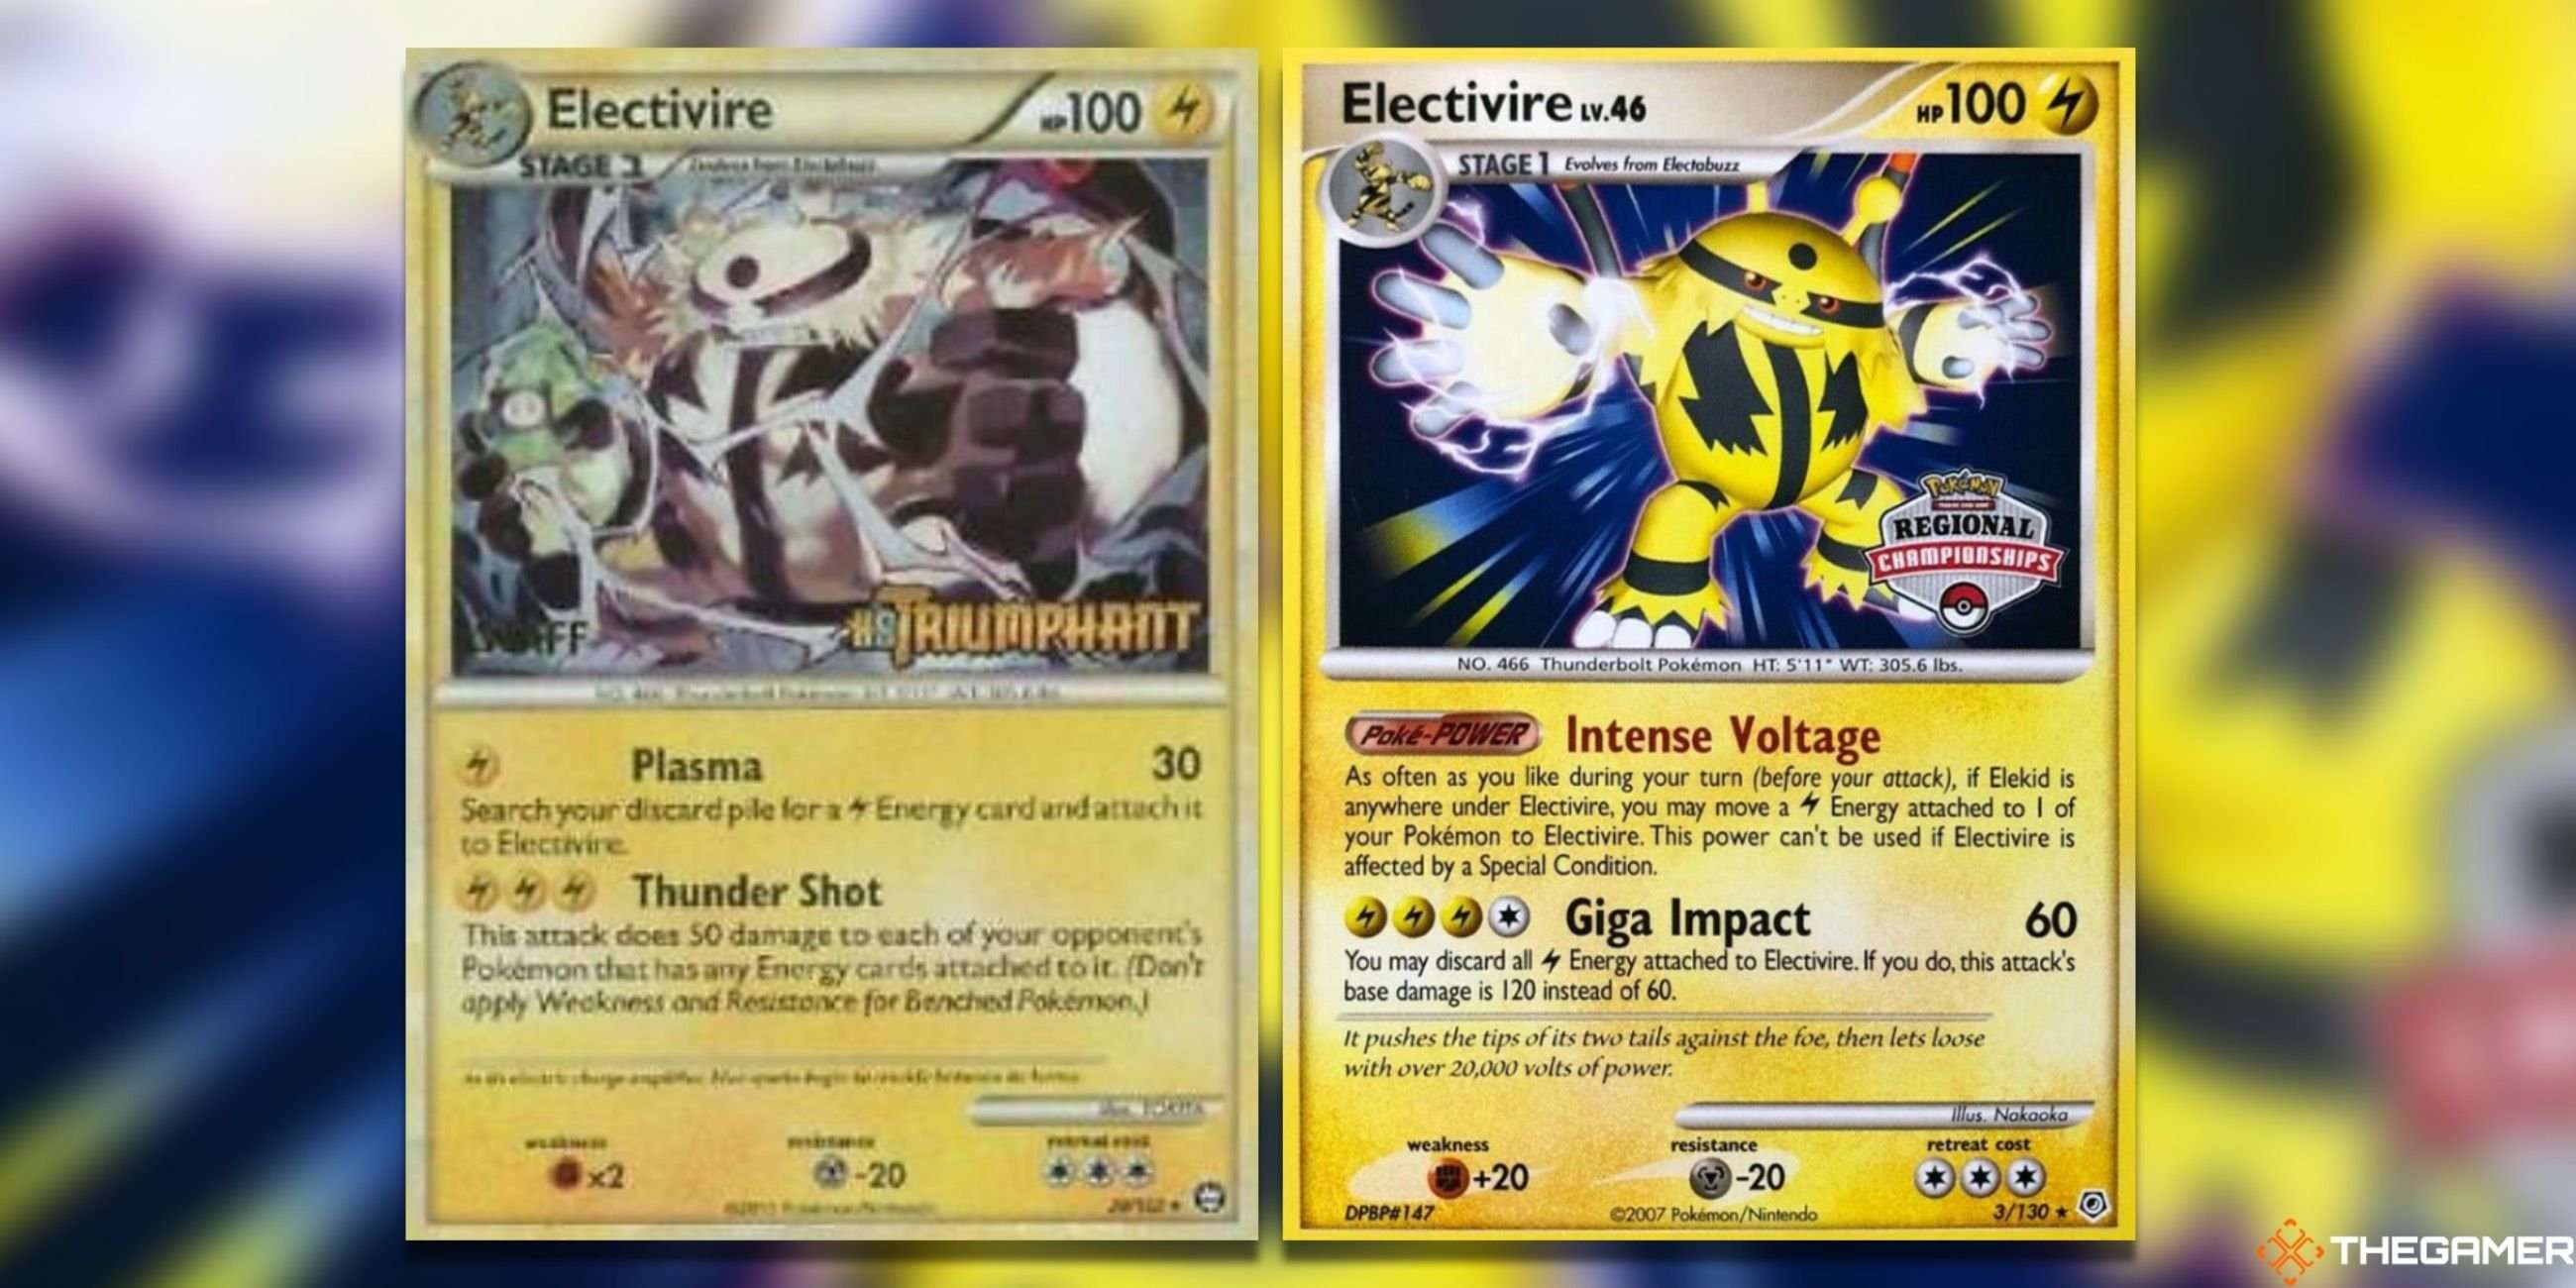 Electivire
HP100
STAGE 1
Evolves from Electabuzz
HS TRIUMPHANT
Plasma 30
Search your discard pile for a Energy card and attach it
to Electivire.
Thunder Shot
This attack does 50 damage to each of your opponent's
Pokémon that has any Energy cards attached to it. (Don't
apply Weakness and Resistance for Benched Pokémon.)
weakness resistance retreat cost
x2 -20
Electivire LV.46
HP100
STAGE 1 Evolves from Electabuzz
Pokémon
REGIONAL
CHAMPIONSHIPS
NO. 466 Thunderbolt Pokémon HT: 5'11" WT: 305.6 lbs.
Poké-POWER Intense Voltage
As often as you like during your turn (before your attack), if Elekid is
anywhere under Electivire, you may move a Energy attached to 1 of
your Pokémon to Electivire. This power can't be used if Electivire is
affected by a Special Condition.
Giga Impact 60
You may discard all Energy attached to Electivire. If you do, this attack's
base damage is 120 instead of 60.
It pushes the tips of its two tails against the foe, then lets loose
with over 20,000 volts of power.
Illus. Nakaoka
weakness resistance retreat cost
+20 -20
DPBP#147 ©2007 Pokémon/Nintendo 3/130
THEGAMER